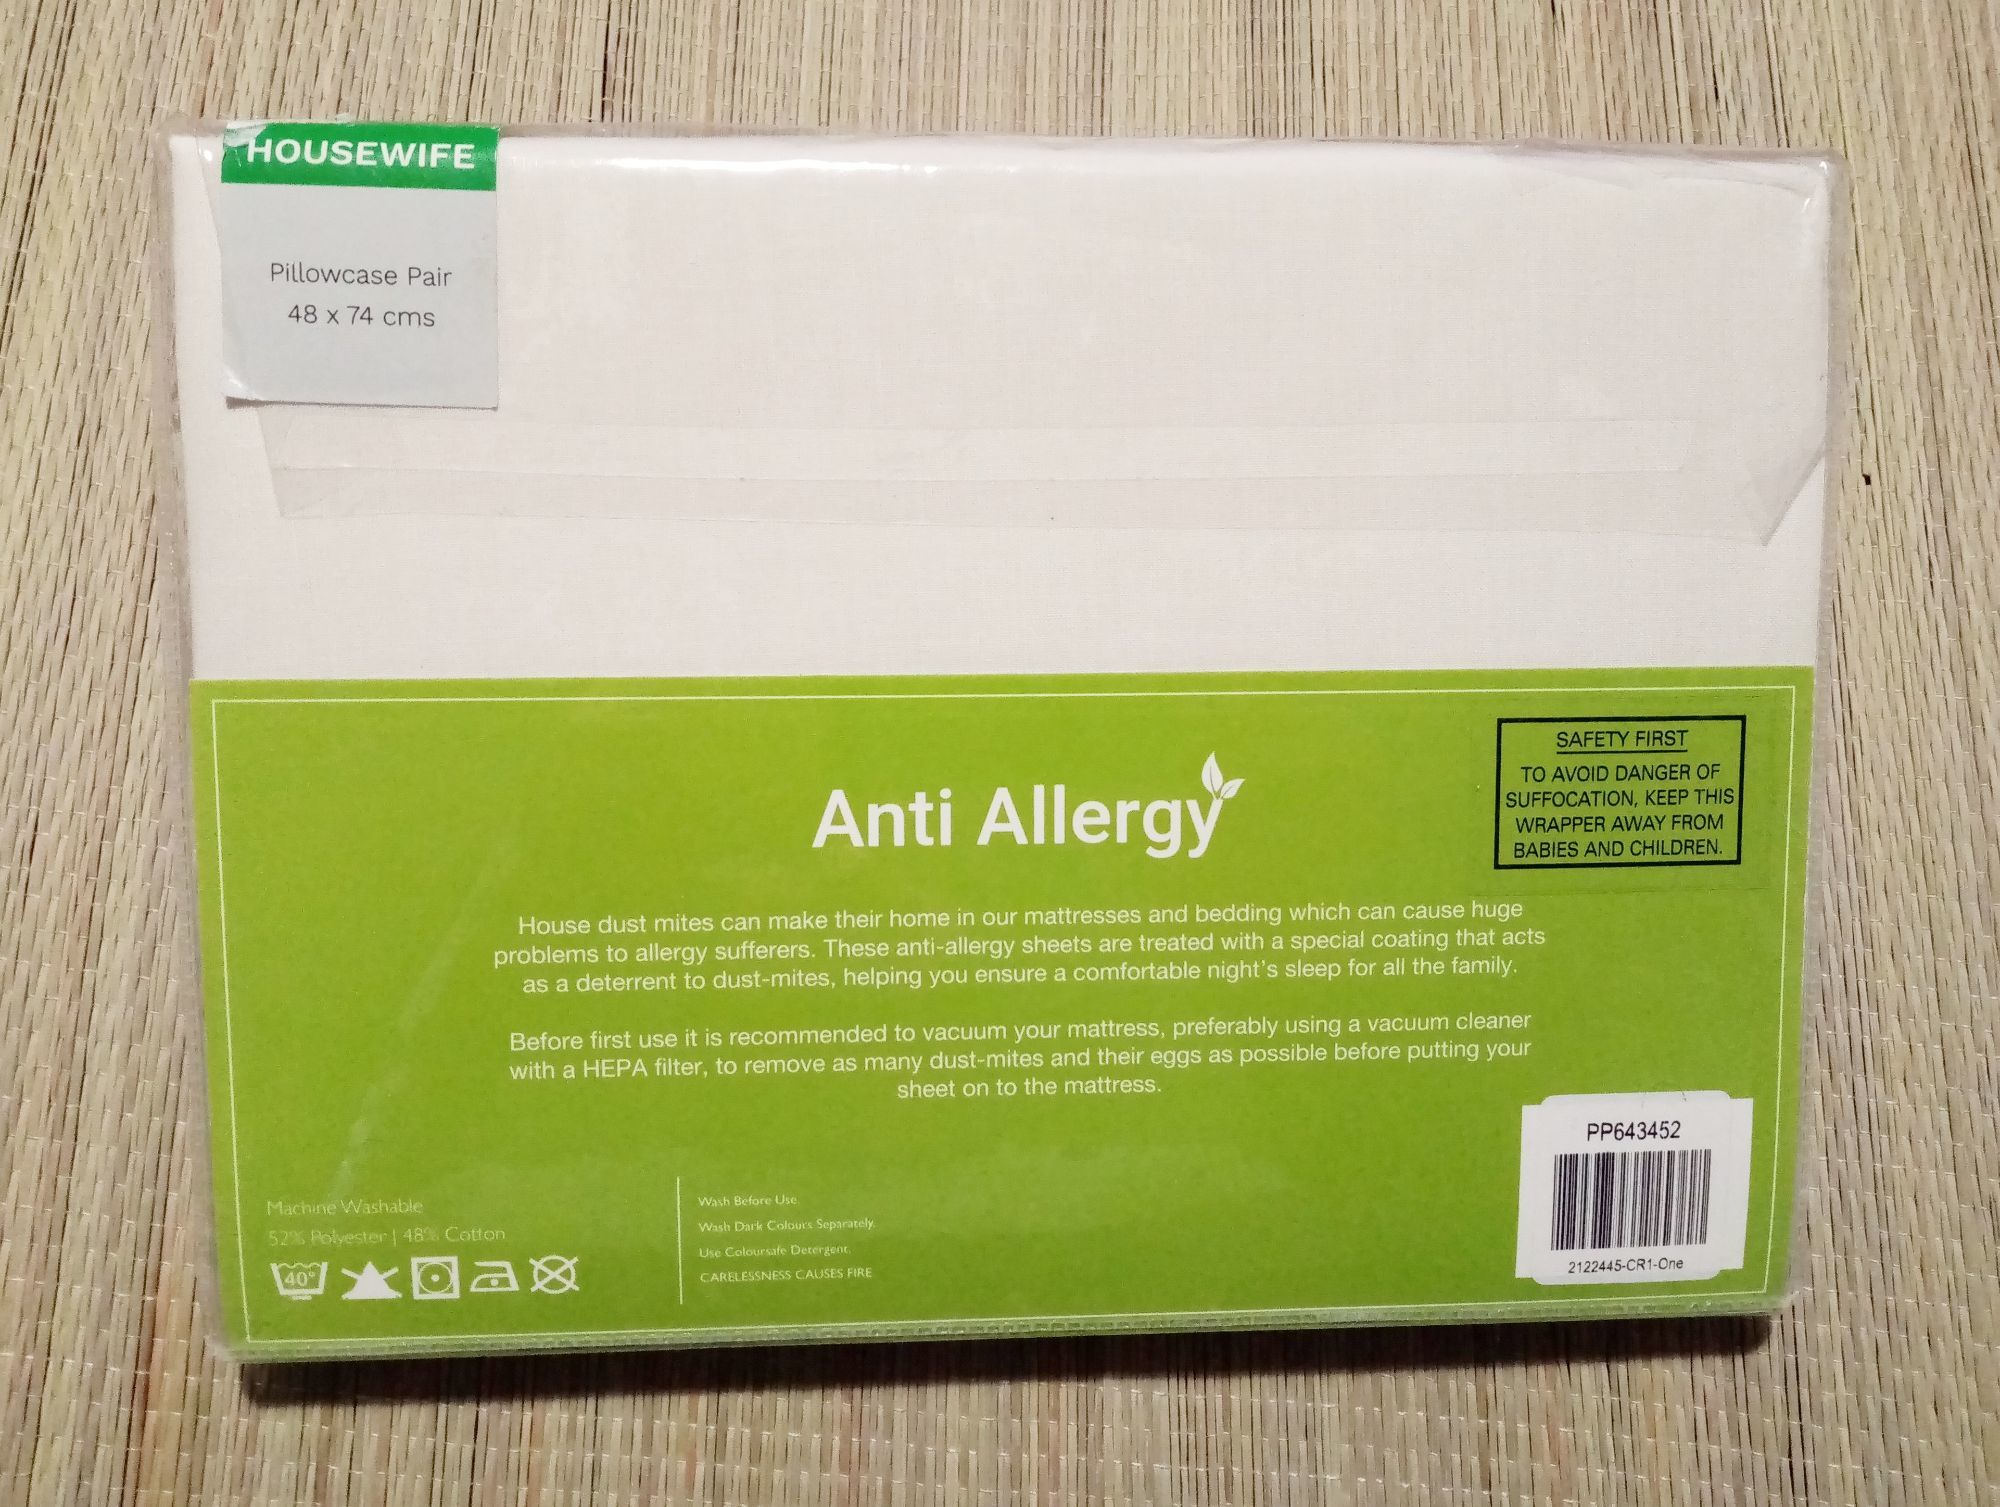 HOUSEWIFE
Pillowcase Pair
48 x 74 cms
Anti Allergy
SAFETY FIRST
TO AVOID DANGER OF
SUFFOCATION, KEEP THIS
WRAPPER AWAY FROM
BABIES AND CHILDREN.
House dust mites can make their home in our mattresses and bedding which can cause huge
problems to allergy sufferers. These anti-allergy sheets are treated with a special coating that acts
as a deterrent to dust-mites, helping you ensure a comfortable night's sleep for all the family.
Before first use it is recommended to vacuum your mattress, preferably using a vacuum cleaner
with a HEPA filter, to remove as many dust-mites and their eggs as possible before putting your
sheet on to the mattress.
Machine Washable
52% Polyester | 48% Cotton
40°
Wash Before Use
Wash Dark Colours Separately.
Use Coloursafe Detergent.
CARELESSNESS CAUSES FIRE
PP643452
2122445-CR1-One